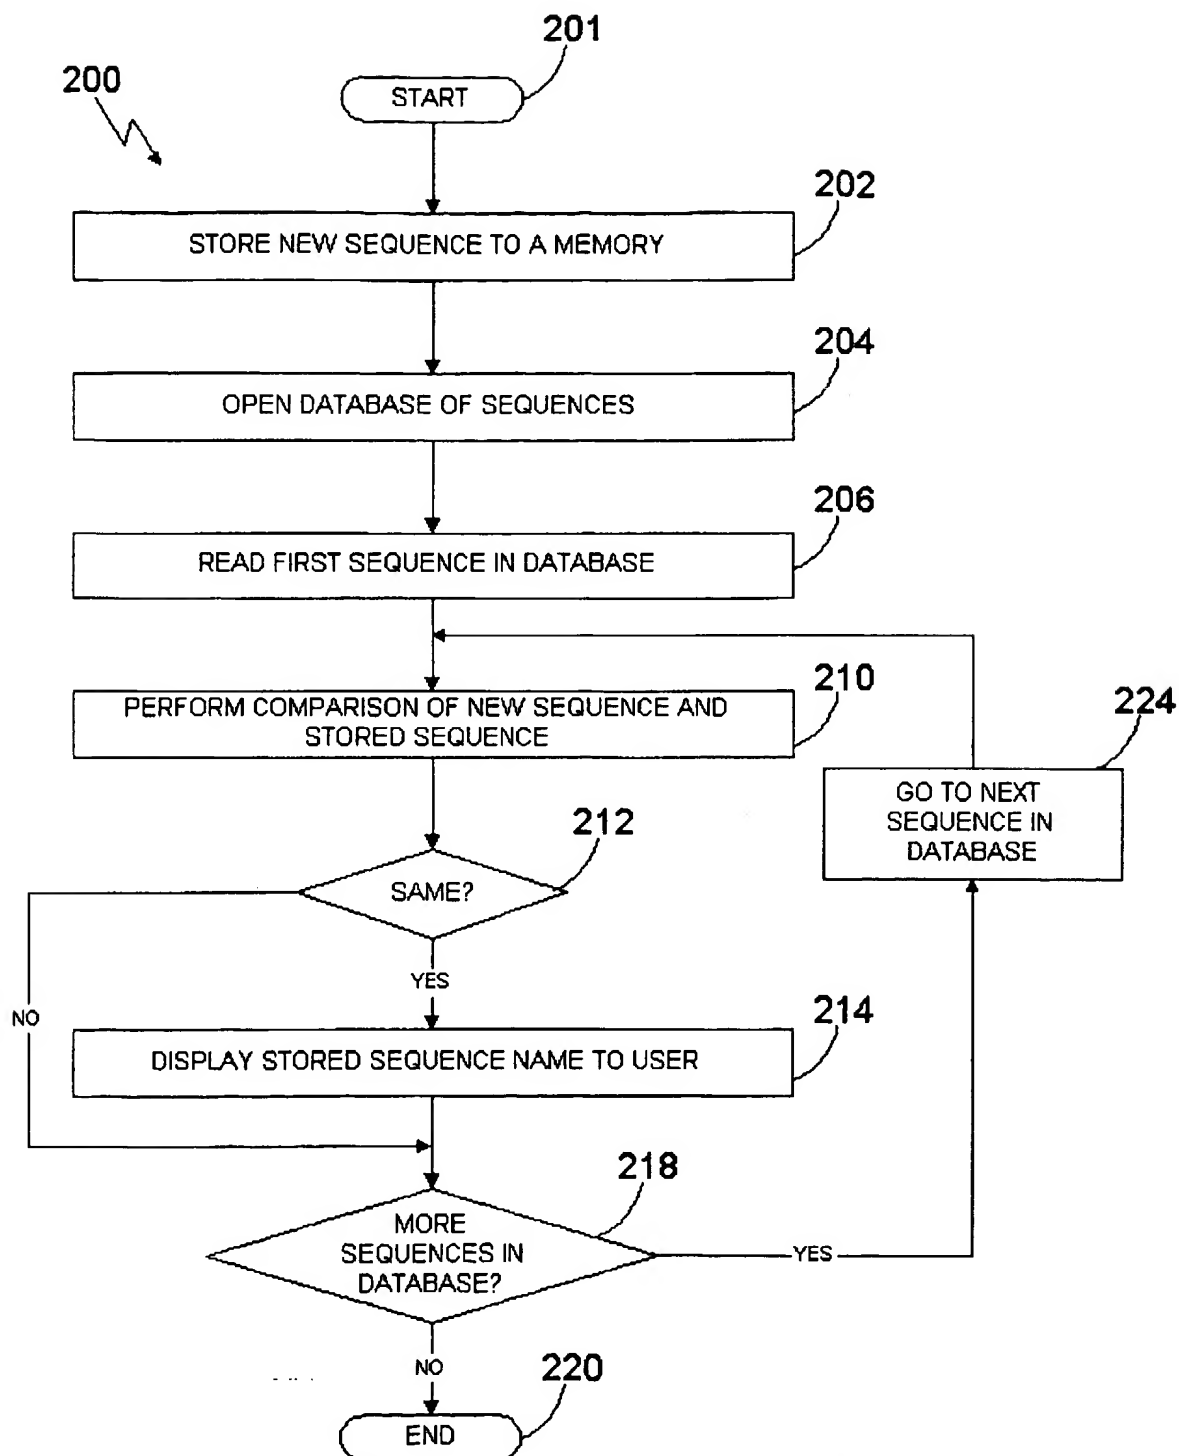 201
200
START
202
STORE NEW SEQUENCE TO A MEMORY
204
OPEN DATABASE OF SEQUENCES
206
READ FIRST SEQUENCE IN DATABASE
210
PERFORM COMPARISON OF NEW SEQUENCE AND
STORED SEQUENCE
224
GO TO NEXT
SEQUENCE IN
DATABASE
212
SAME?
YES
NO
214
DISPLAY STORED SEQUENCE NAME TO USER
218
MORE
SEQUENCES IN
DATABASE?
YES
NO
220
END